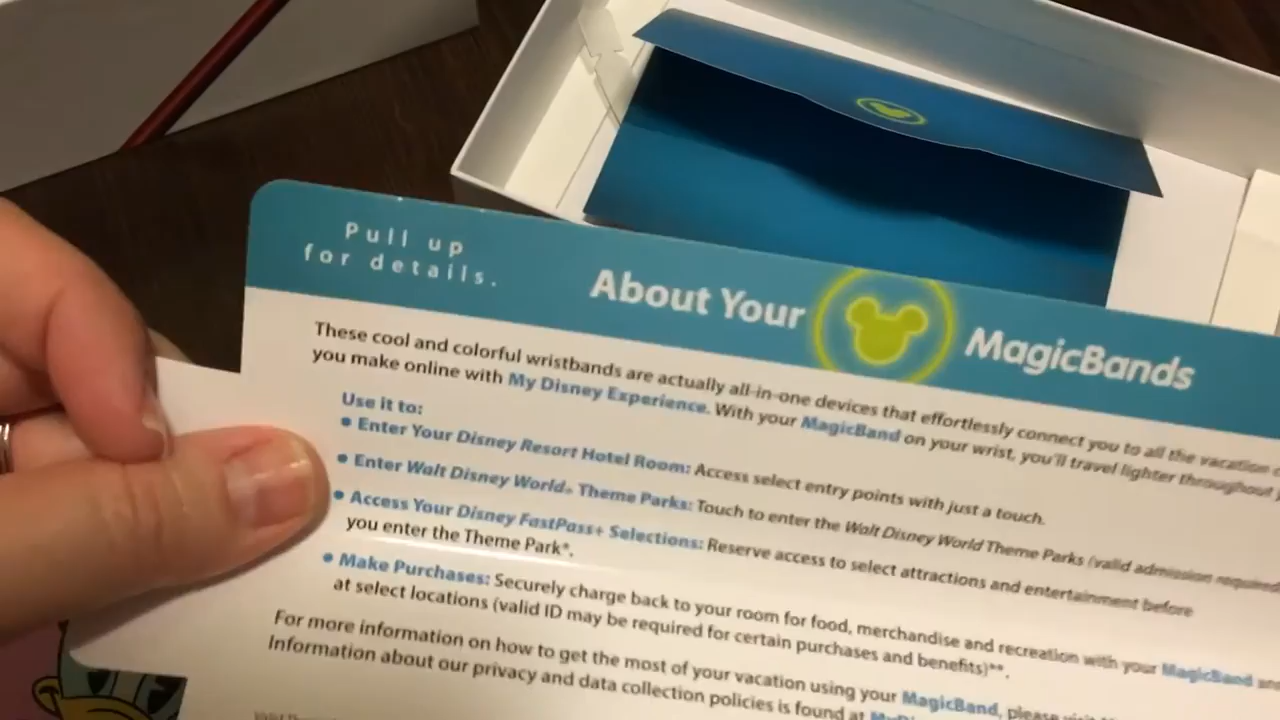 Pull up
for details.
About Your MagicBands
These cool and colorful wristbands are actually all-in-one devices that effortlessly connect you to all the vacation
you make online with My Disney Experience. With your MagicBand on your wrist, you'll travel lighter throughout
Use it to:
• Enter Your Disney Resort Hotel Room: Access select entry points with just a touch.
• Enter Walt Disney World® Theme Parks: Touch to enter the Walt Disney World Theme Parks (valid admission required
• Access Your Disney FastPass+ Selections: Reserve access to select attractions and entertainment before
you enter the Theme Park*.
• Make Purchases: Securely charge back to your room for food, merchandise and recreation with your MagicBand
at select locations (valid ID may be required for certain purchases and benefits)**.
For more information on how to get the most of your vacation using your MagicBand, please
Information about our privacy and data collection policies is found at